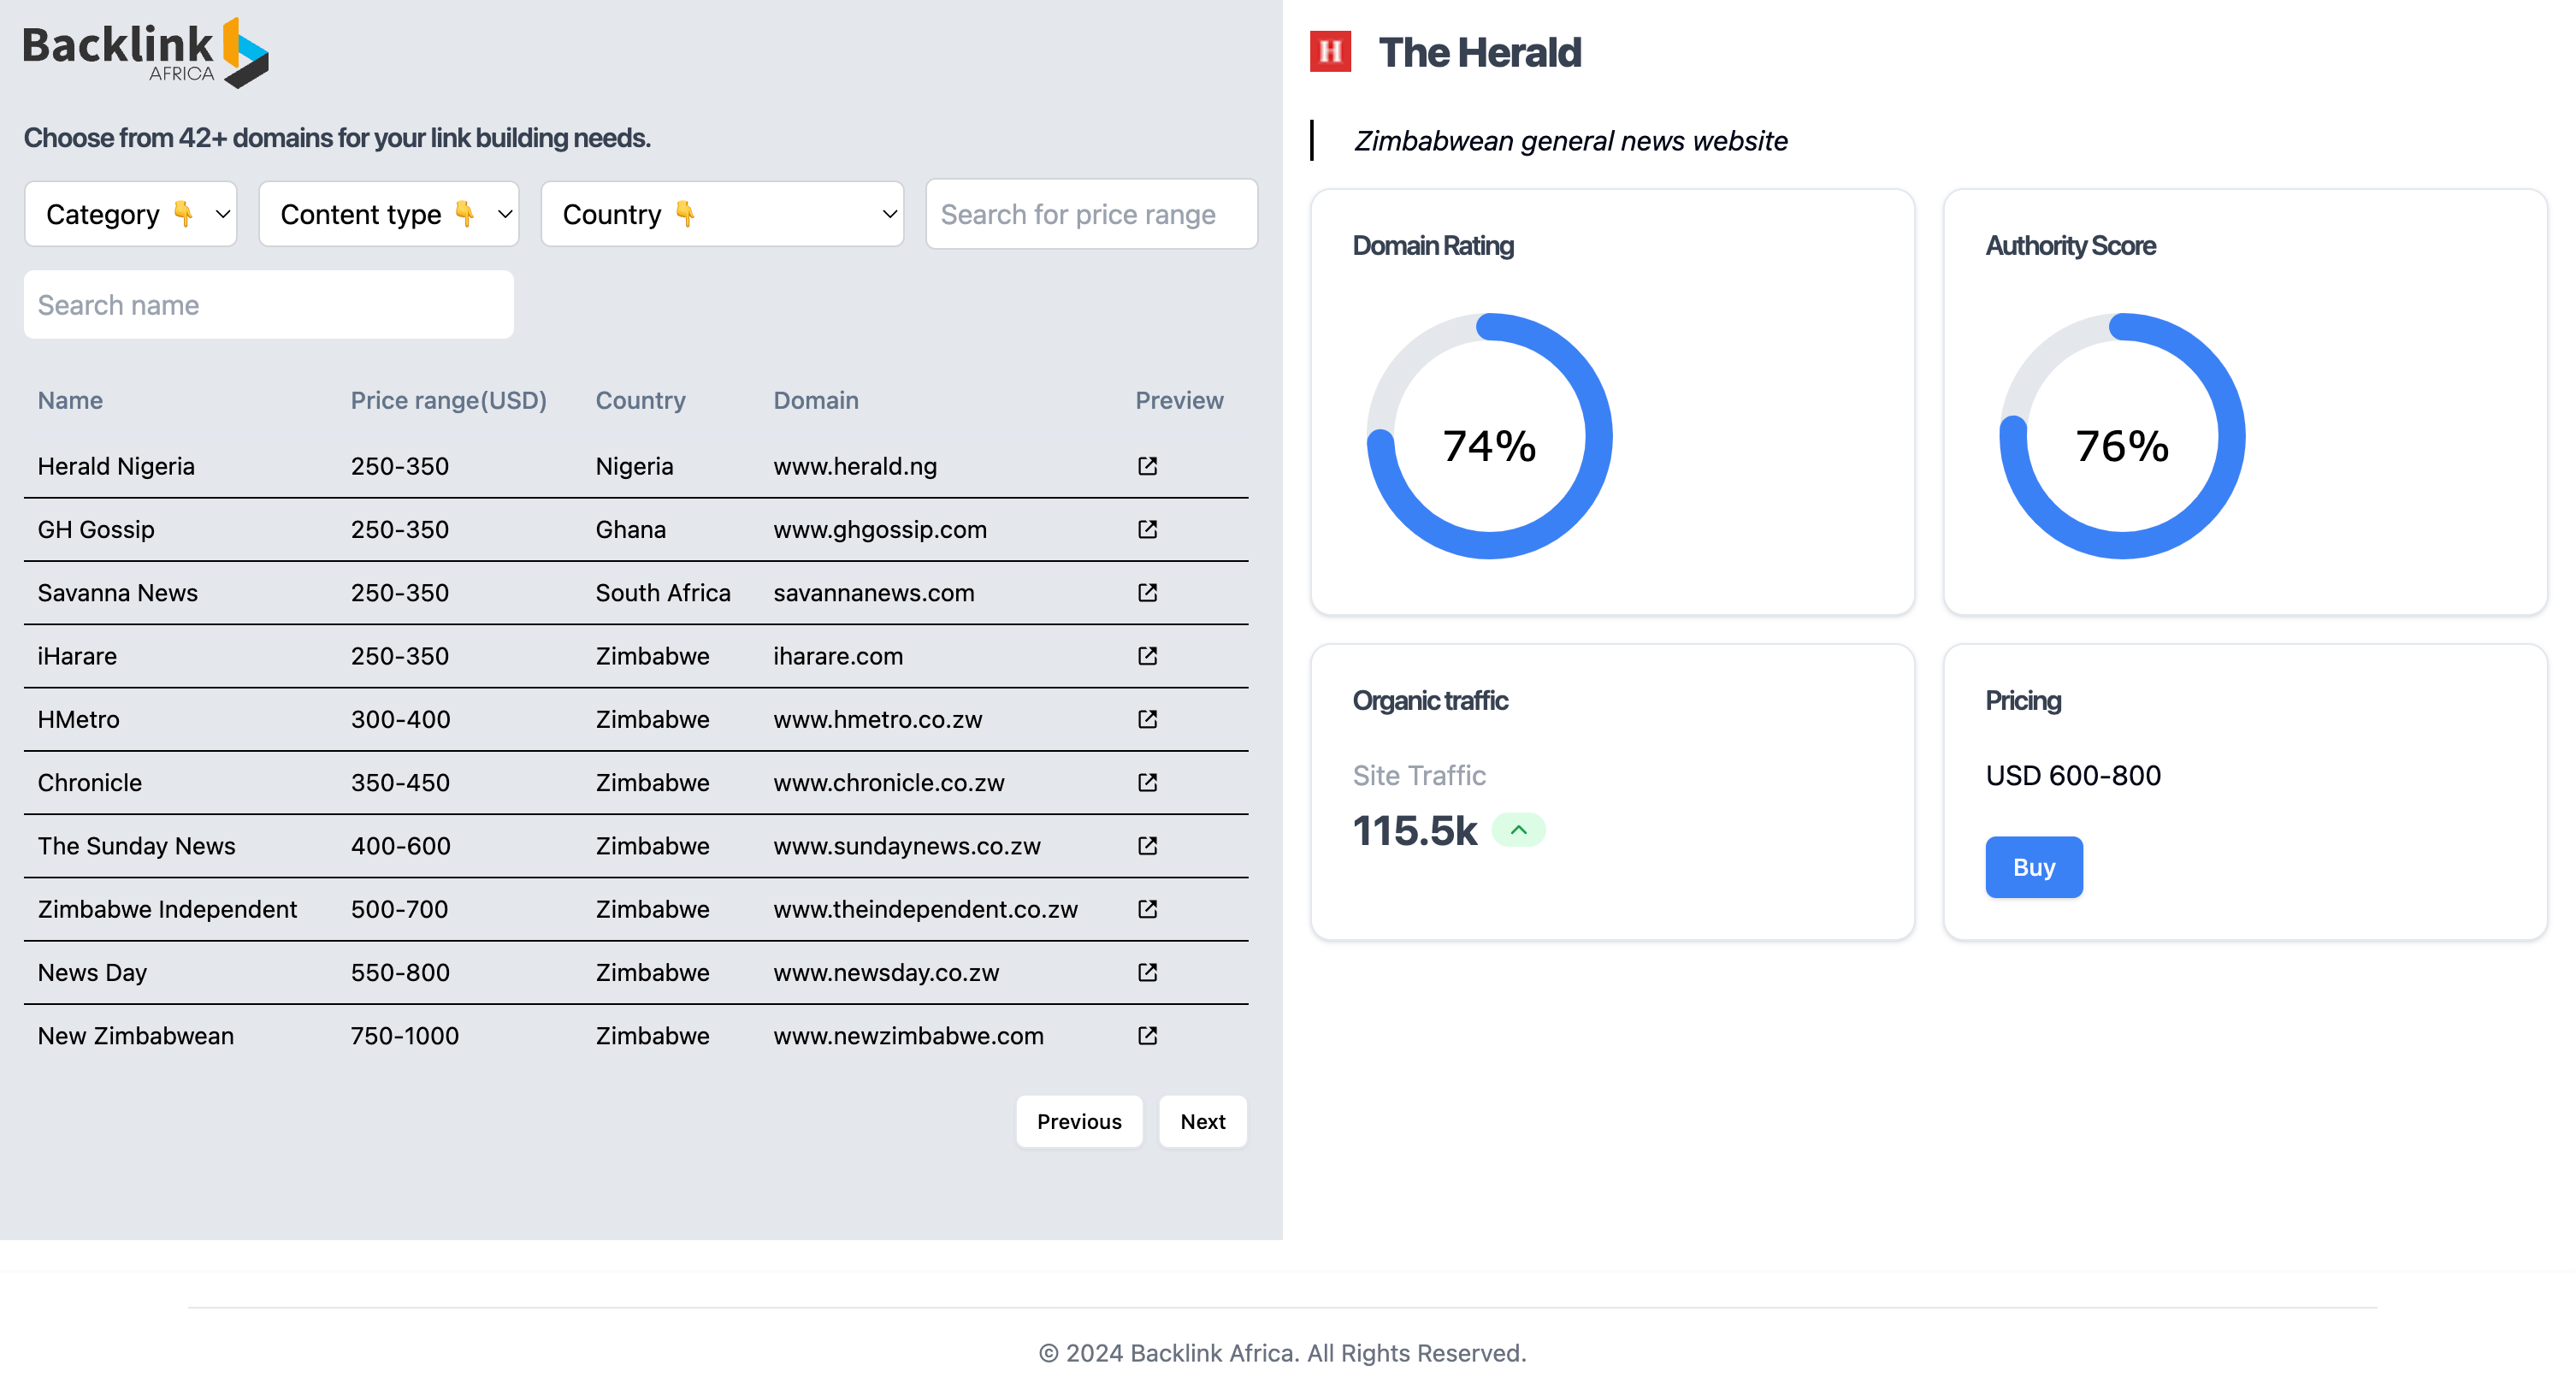 Backlink
AFRICA
Choose from 42+ domains for your link building needs.
Category 👇 Content type 👇 Country 👇 Search for price range
Search name
Name Price range(USD) Country Domain Preview
Herald Nigeria 250-350 Nigeria www.herald.ng
GH Gossip 250-350 Ghana www.ghgossip.com
Savanna News 250-350 South Africa savannanews.com
iHarare 250-350 Zimbabwe iharare.com
HMetro 300-400 Zimbabwe www.hmetro.co.zw
Chronicle 350-450 Zimbabwe www.chronicle.co.zw
The Sunday News 400-600 Zimbabwe www.sundaynews.co.zw
Zimbabwe Independent 500-700 Zimbabwe www.theindependent.co.zw
News Day 550-800 Zimbabwe www.newsday.co.zw
New Zimbabwean 750-1000 Zimbabwe www.newzimbabwe.com
Previous Next
H The Herald
Zimbabwean general news website
Domain Rating
74%
Authority Score
76%
Organic traffic
Site Traffic
115.5k
Pricing
USD 600-800
Buy
© 2024 Backlink Africa. All Rights Reserved.